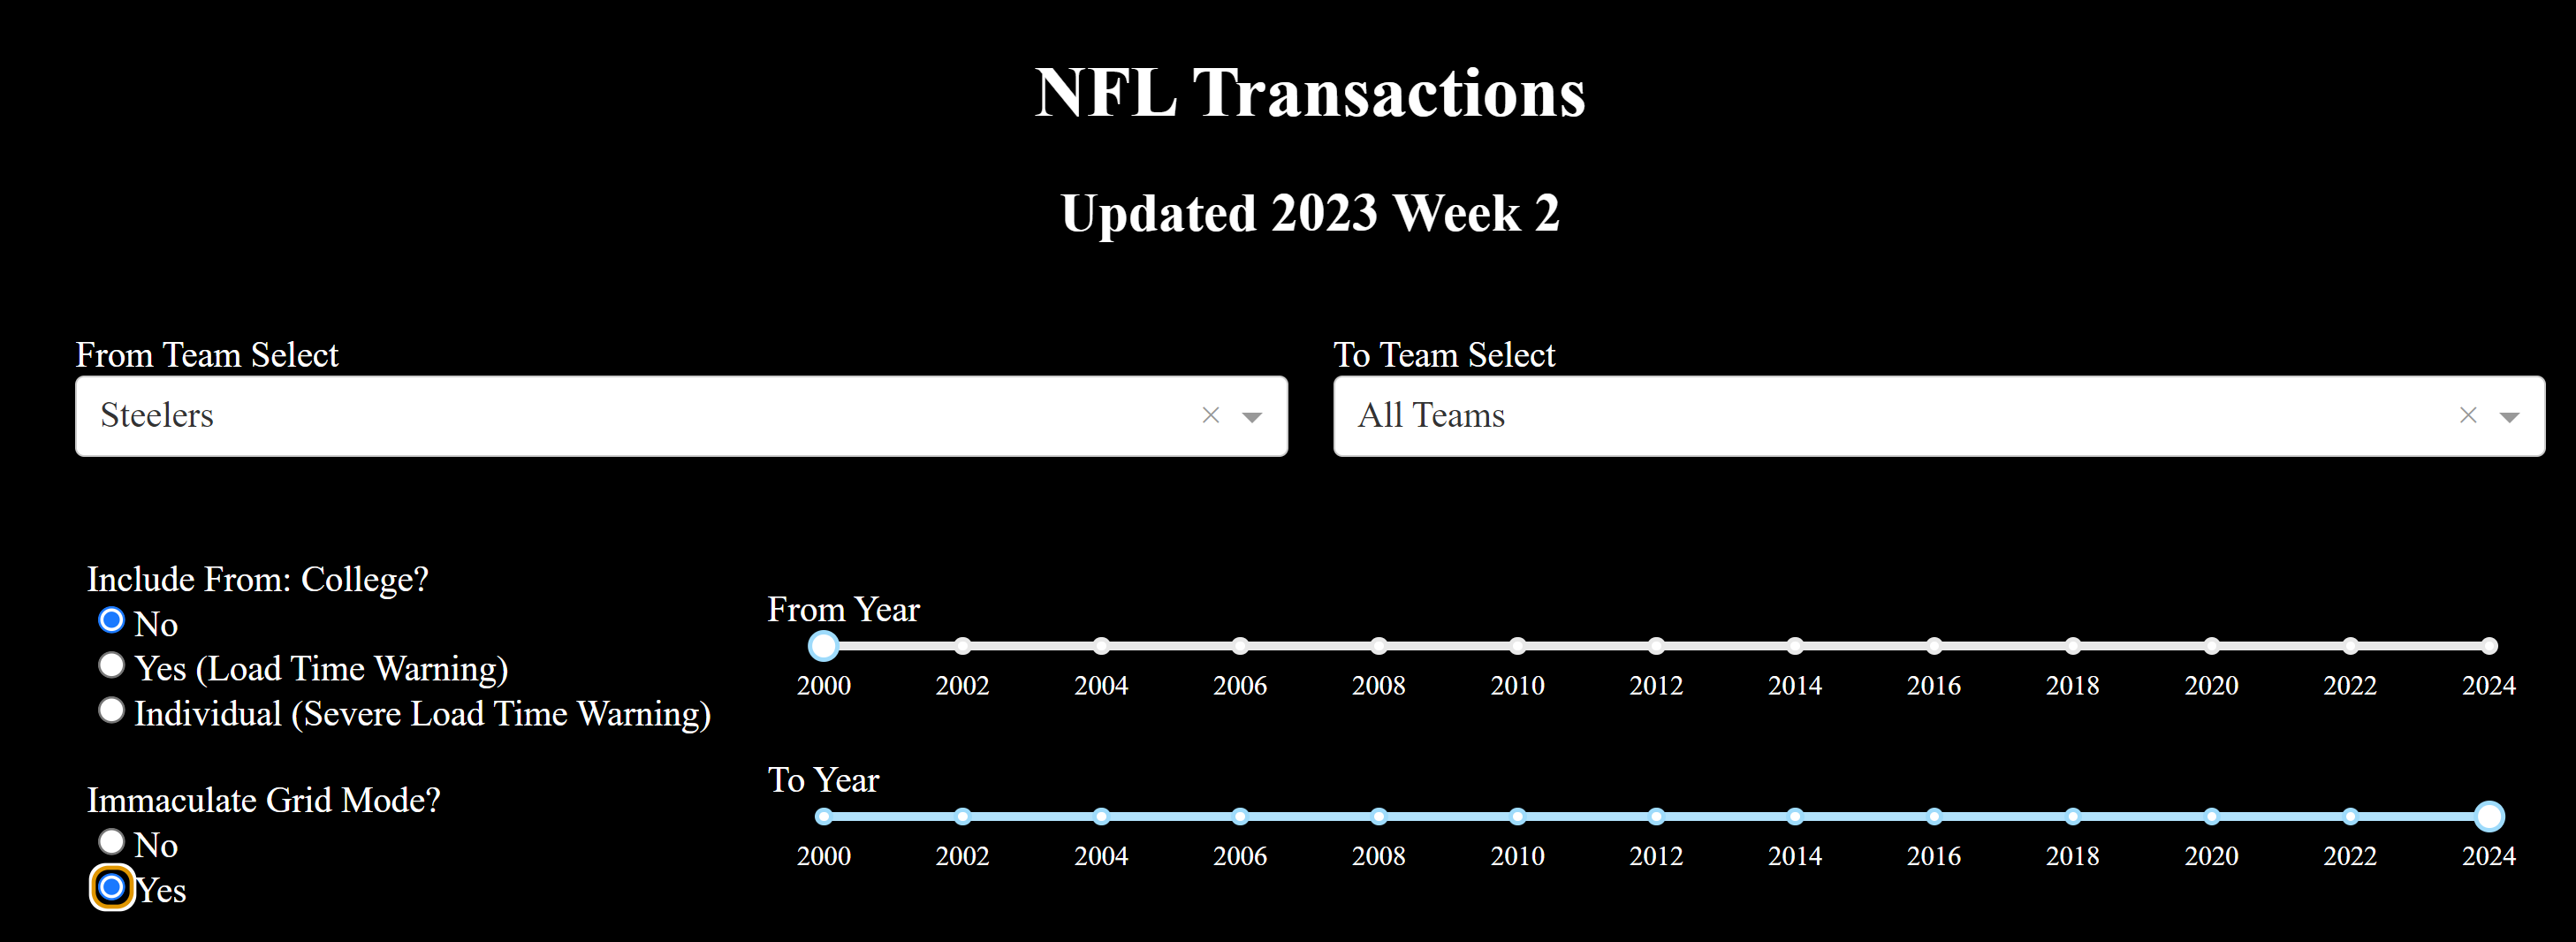 NFL Transactions
Updated 2023 Week 2
From Team Select
Steelers
To Team Select
All Teams
Include From: College?
No
Yes (Load Time Warning)
Individual (Severe Load Time Warning)
Immaculate Grid Mode?
No
Yes
From Year
2000 2002 2004 2006 2008 2010 2012 2014 2016 2018 2020 2022 2024
To Year
2000 2002 2004 2006 2008 2010 2012 2014 2016 2018 2020 2022 2024